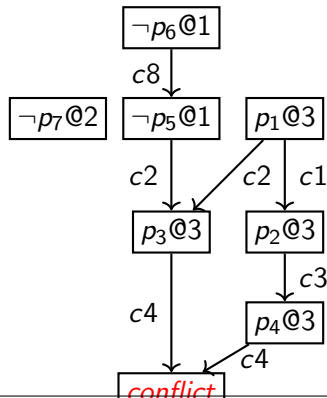 ¬p₆@1
c8
¬p₇@2 ¬p₅@1 p₁@3
c2 c2 c1
p₃@3 p₂@3
c3
c4 p₄@3
c4
conflict